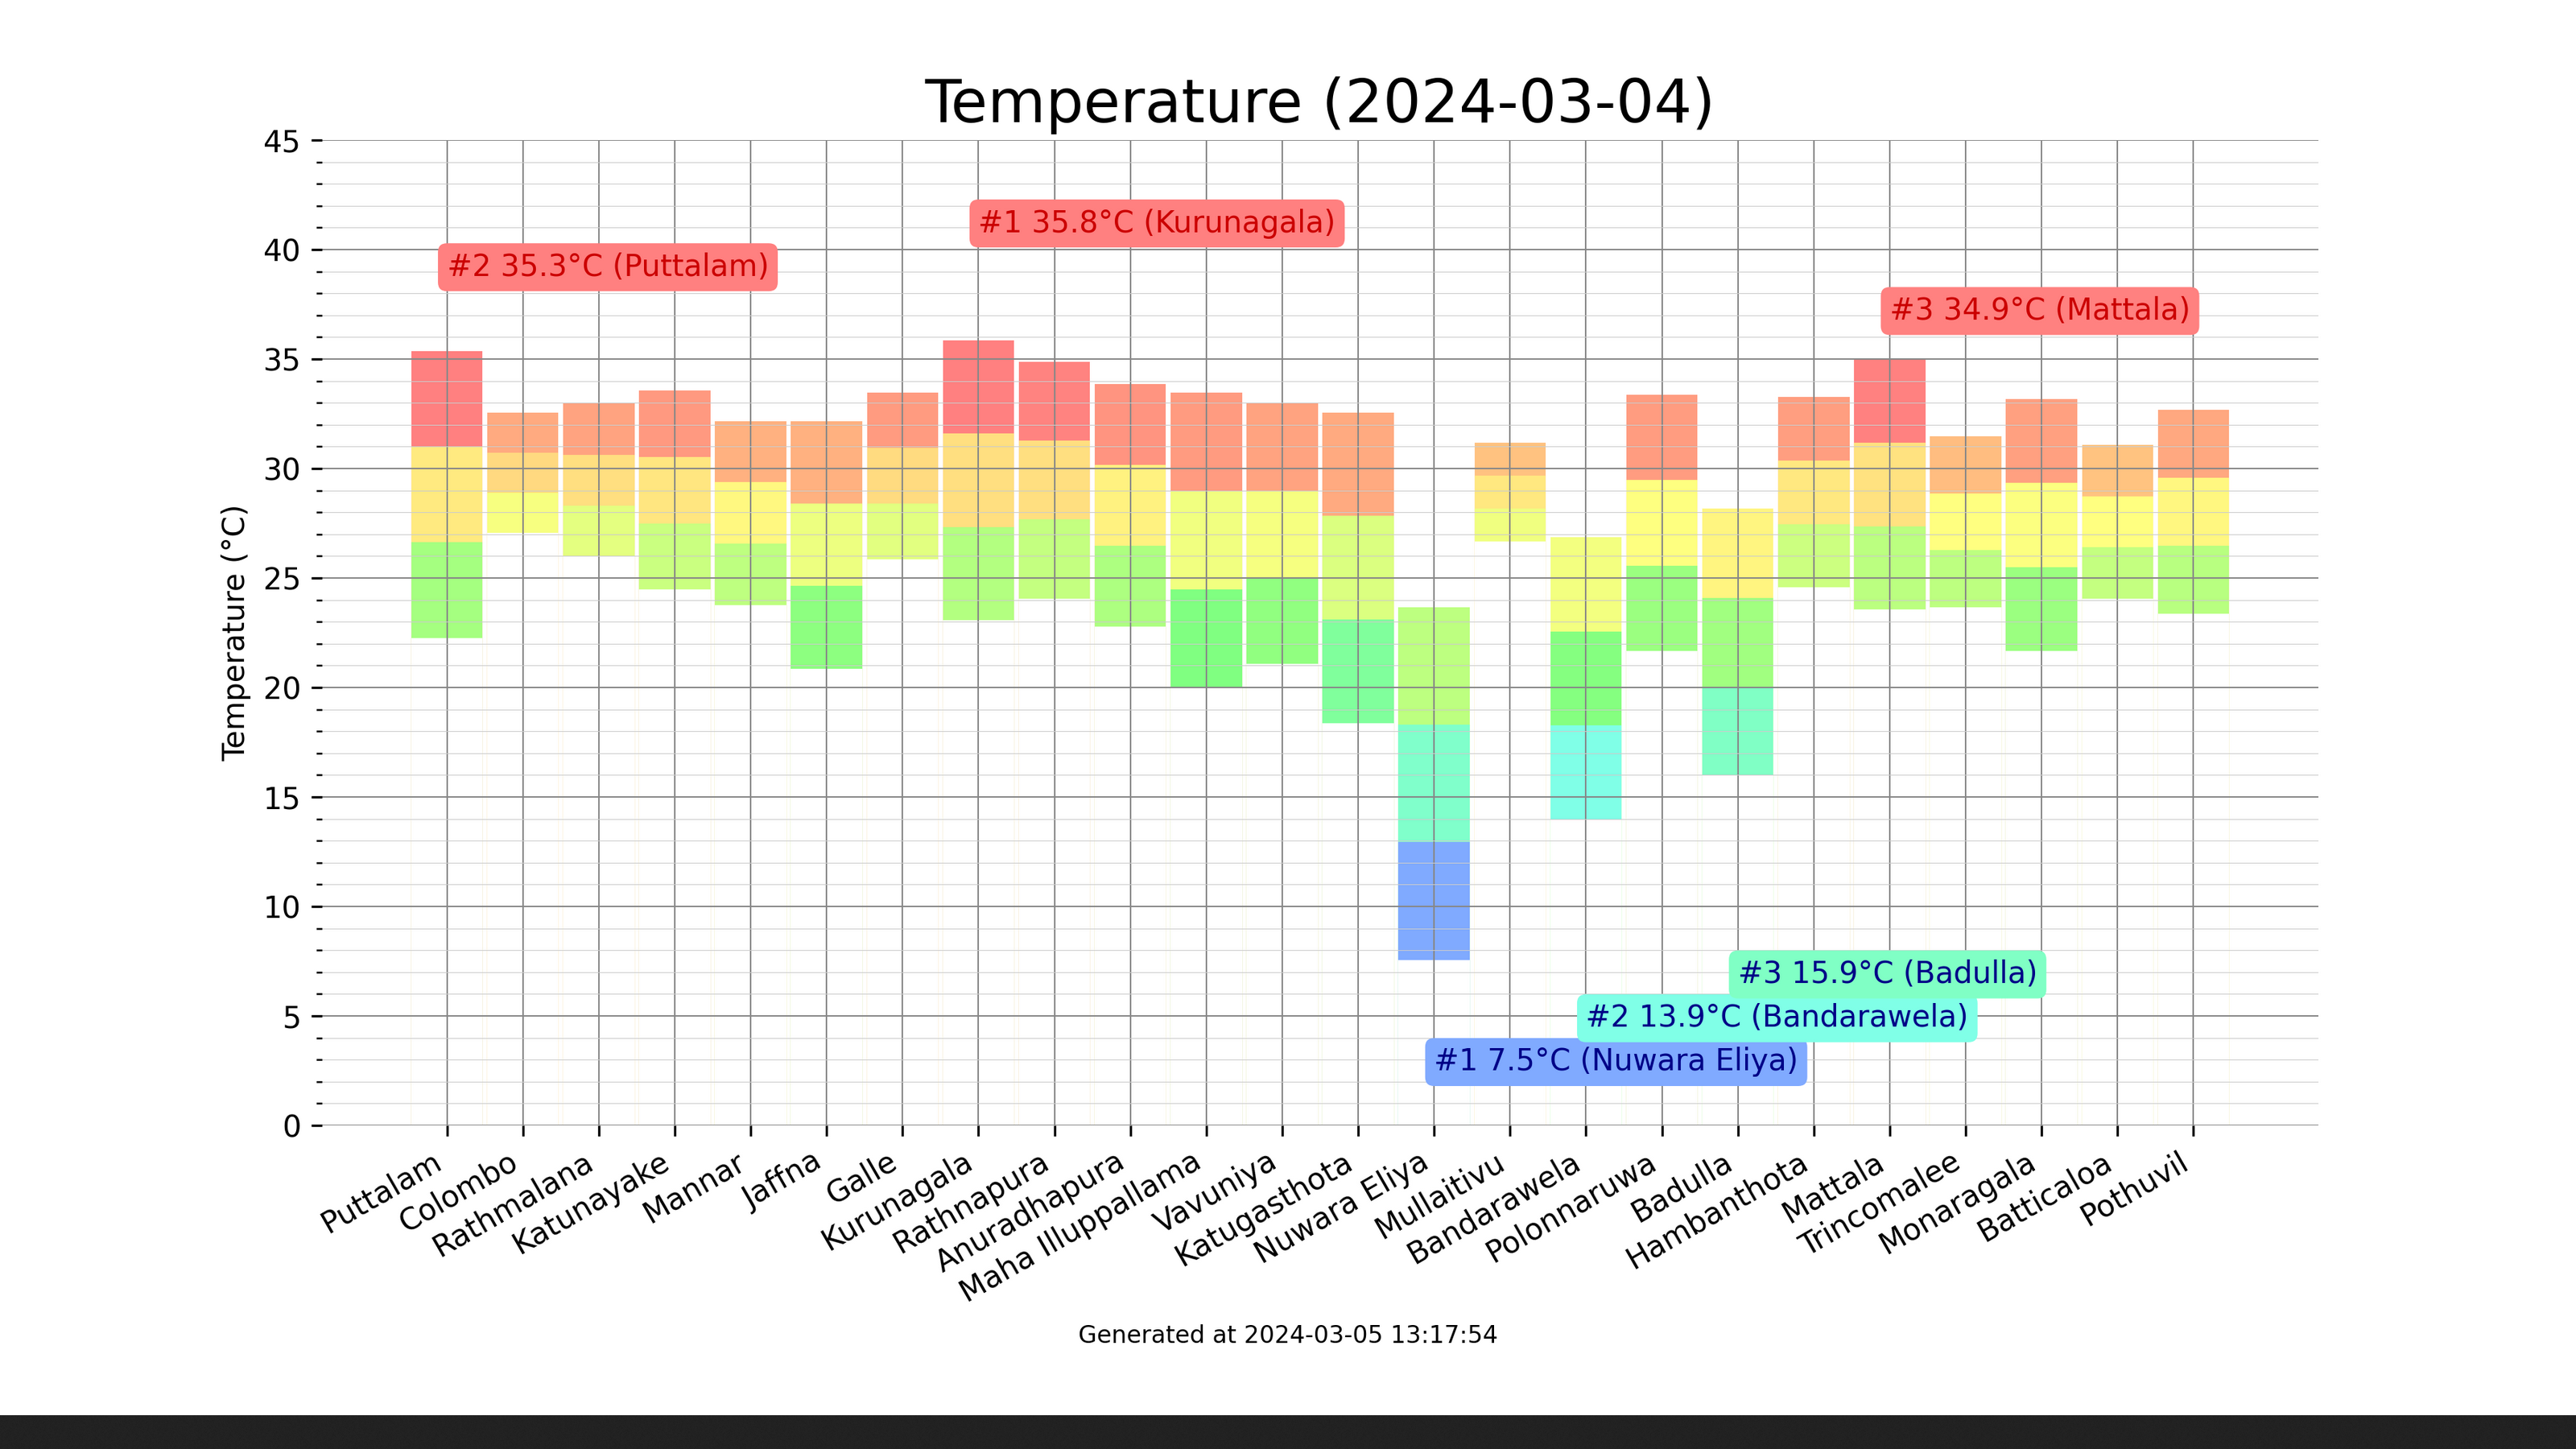 Temperature (2024-03-04)
45
40
35
30
25
20
15
10
5
0
Temperature (°C)
#1 35.8°C (Kurunagala)
#2 35.3°C (Puttalam)
#3 34.9°C (Mattala)
#3 15.9°C (Badulla)
#2 13.9°C (Bandarawela)
#1 7.5°C (Nuwara Eliya)
Puttalam
Colombo
Rathmalana
Katunayake
Mannar
Jaffna
Galle
Kurunagala
Rathnapura
Anuradhapura
Maha Illuppallama
Vavuniya
Katugasthota
Nuwara Eliya
Mullaitivu
Bandarawela
Polonnaruwa
Badulla
Hambanthota
Mattala
Trincomalee
Monaragala
Batticaloa
Pothuvil
Generated at 2024-03-05 13:17:54